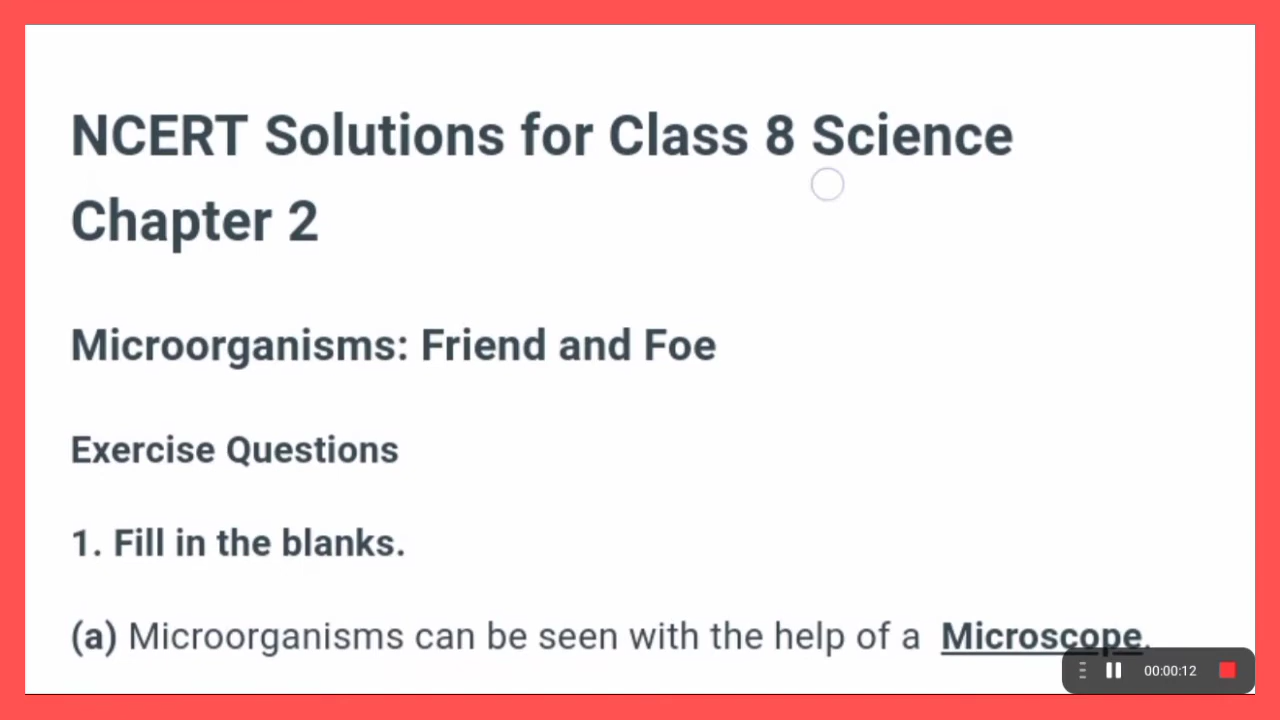 NCERT Solutions for Class 8 Science
Chapter 2
Microorganisms: Friend and Foe
Exercise Questions
1. Fill in the blanks.
(a) Microorganisms can be seen with the help of a Microscope.
00:00:12